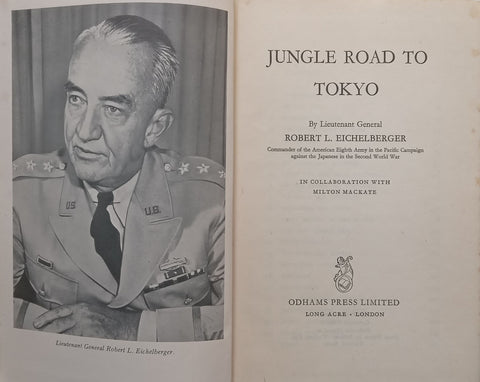 US
U.S.
Lieutenant General Robert L. Eichelberger.
JUNGLE ROAD TO
TOKYO
By Lieutenant General
ROBERT L. EICHELBERGER
Commander of the American Eighth Army in the Pacific Campaign
against the Japanese in the Second World War
IN COLLABORATION WITH
MILTON MACKAYE
ODHAMS PRESS LIMITED
LONG ACRE · LONDON